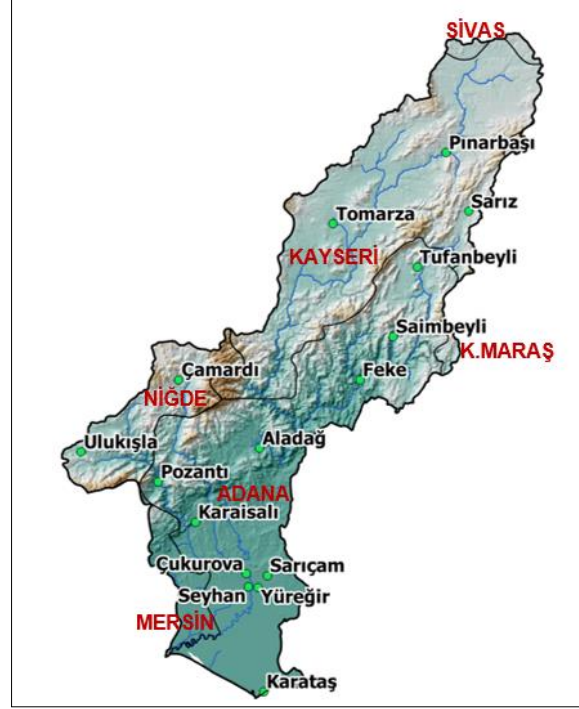 SİVAS
Pınarbaşı
Sarız
Tomarza
KAYSERİ
Tufanbeyli
Saimbeyli
K.MARAŞ
Çamardı
Feke
NİĞDE
Ulukışla
Aladağ
Pozantı
ADANA
Karaisalı
Çukurova
Sarıçam
Seyhan
Yüreğir
MERSİN
Karataş